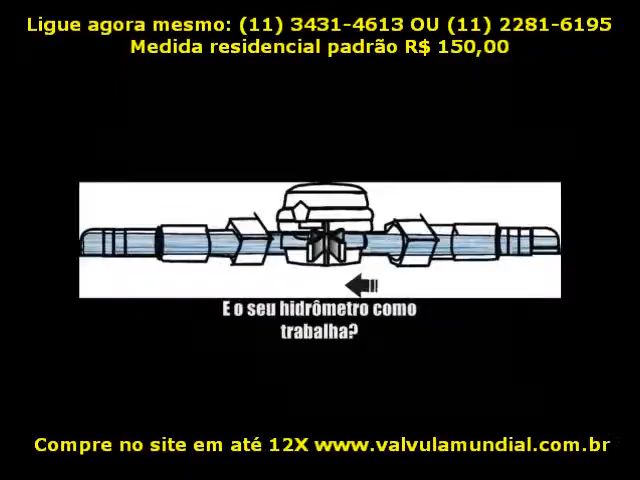 Ligue agora mesmo: (11) 3431-4613 OU (11) 2281-6195
Medida residencial padrão R$ 150,00
E o seu hidrômetro como
trabalha?
Compre no site em até 12X www.valvulamundial.com.br